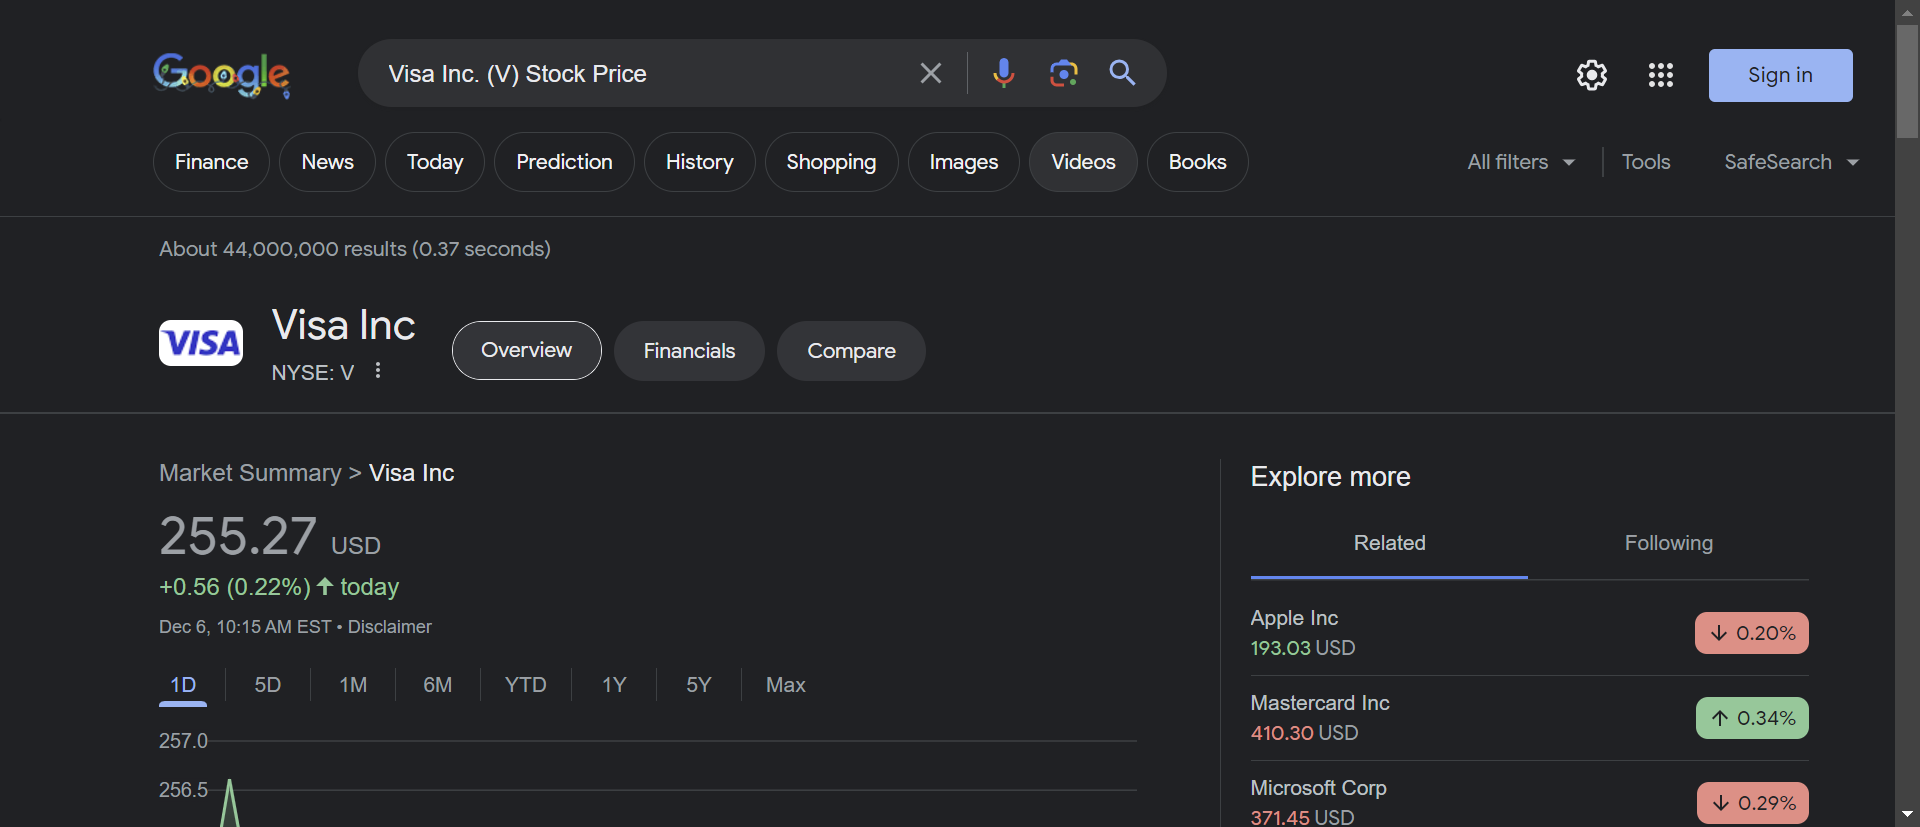 Google
Visa Inc. (V) Stock Price
Sign in
Finance
News
Today
Prediction
History
Shopping
Images
Videos
Books
All filters
Tools
SafeSearch
About 44,000,000 results (0.37 seconds)
VISA
Visa Inc
NYSE: V
Overview
Financials
Compare
Market Summary > Visa Inc
255.27 USD
+0.56 (0.22%) ↑ today
Dec 6, 10:15 AM EST • Disclaimer
1D
5D
1M
6M
YTD
1Y
5Y
Max
257.0
256.5
Explore more
Related
Following
Apple Inc
193.03 USD
↓ 0.20%
Mastercard Inc
410.30 USD
↑ 0.34%
Microsoft Corp
371.45 USD
↓ 0.29%